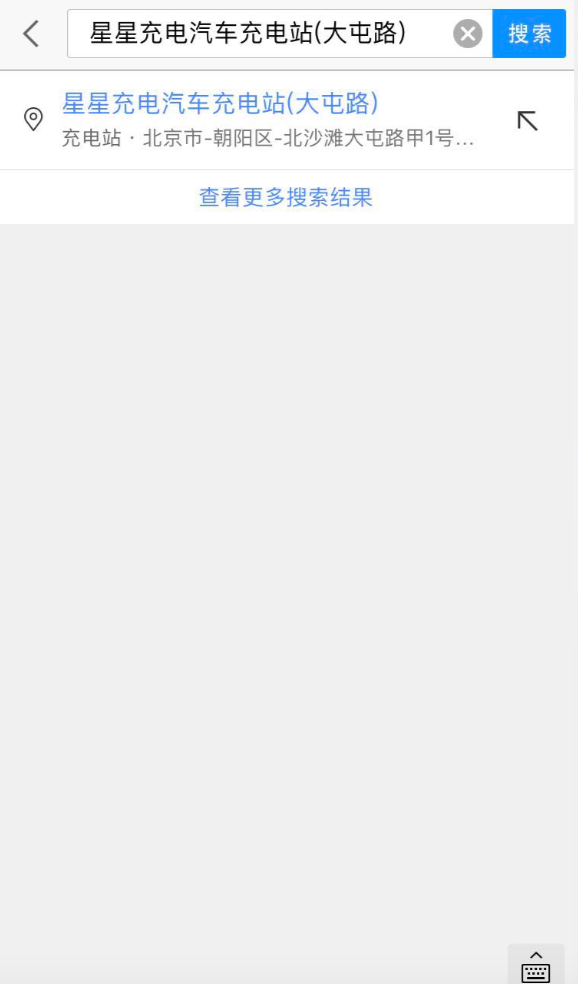 星星充电汽车充电站(大屯路)
搜索
星星充电汽车充电站(大屯路)
充电站·北京市-朝阳区-北沙滩大屯路甲1号...
查看更多搜索结果